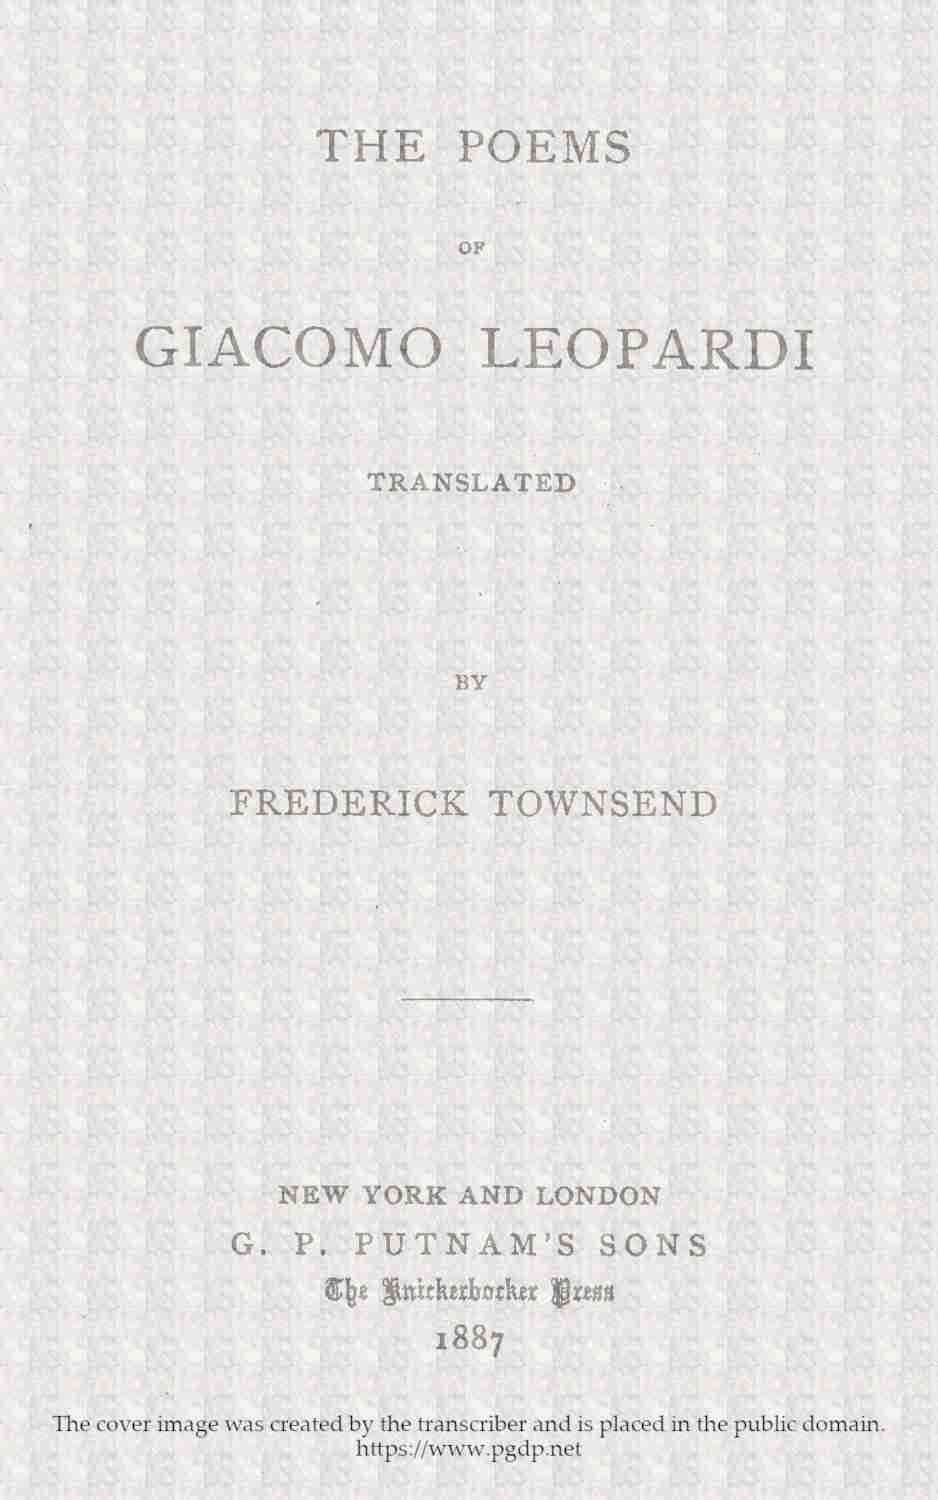 THE POEMS
OF
GIACOMO LEOPARDI
TRANSLATED
BY
FREDERICK TOWNSEND
NEW YORK AND LONDON
G. P. PUTNAM'S SONS
The Knickerbocker Press
1887
The cover image was created by the transcriber and is placed in the public domain.
https://www.pgdp.net